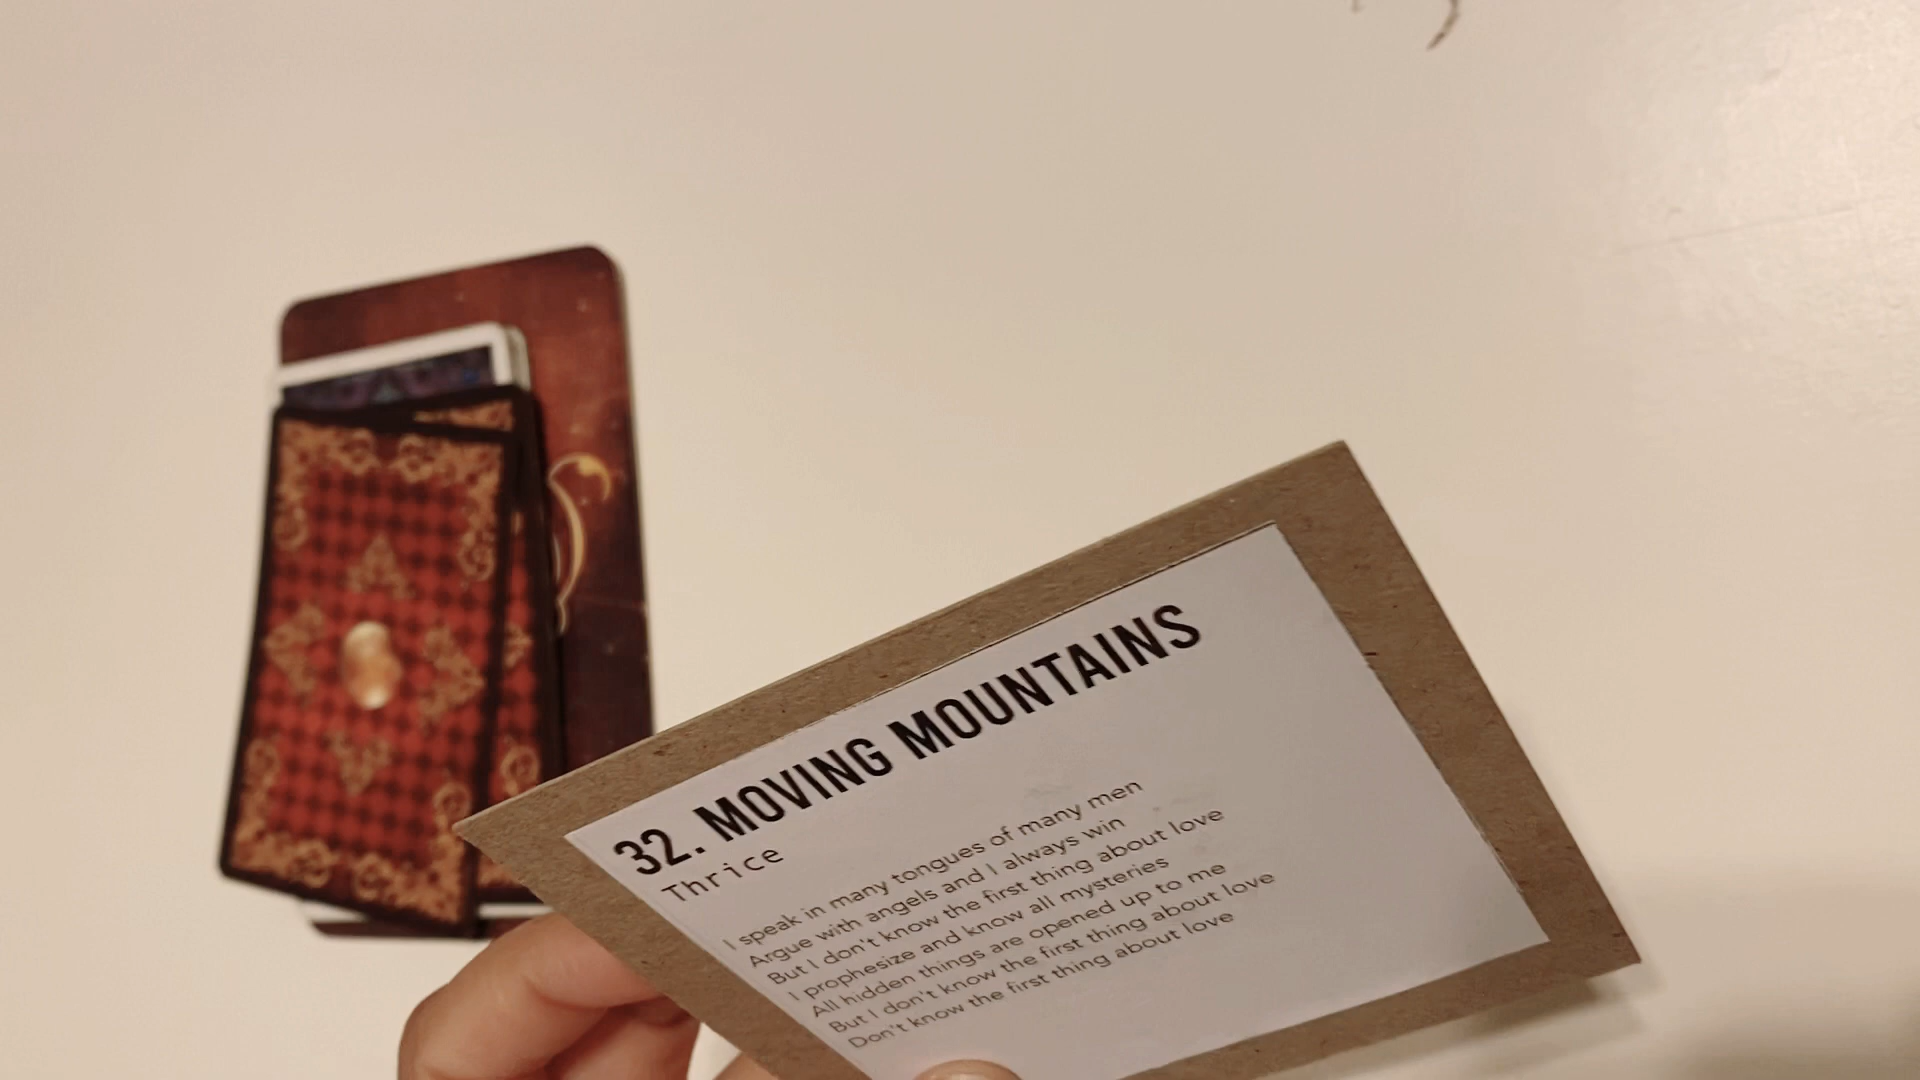 32. MOVING MOUNTAINS
Thrice
I speak in many tongues of many men
Argue with angels and I always win
But I don't know the first thing about love
I prophesize and know all mysteries
All hidden things are opened up to me
But I don't know the first thing about love
Don't know the first thing about love